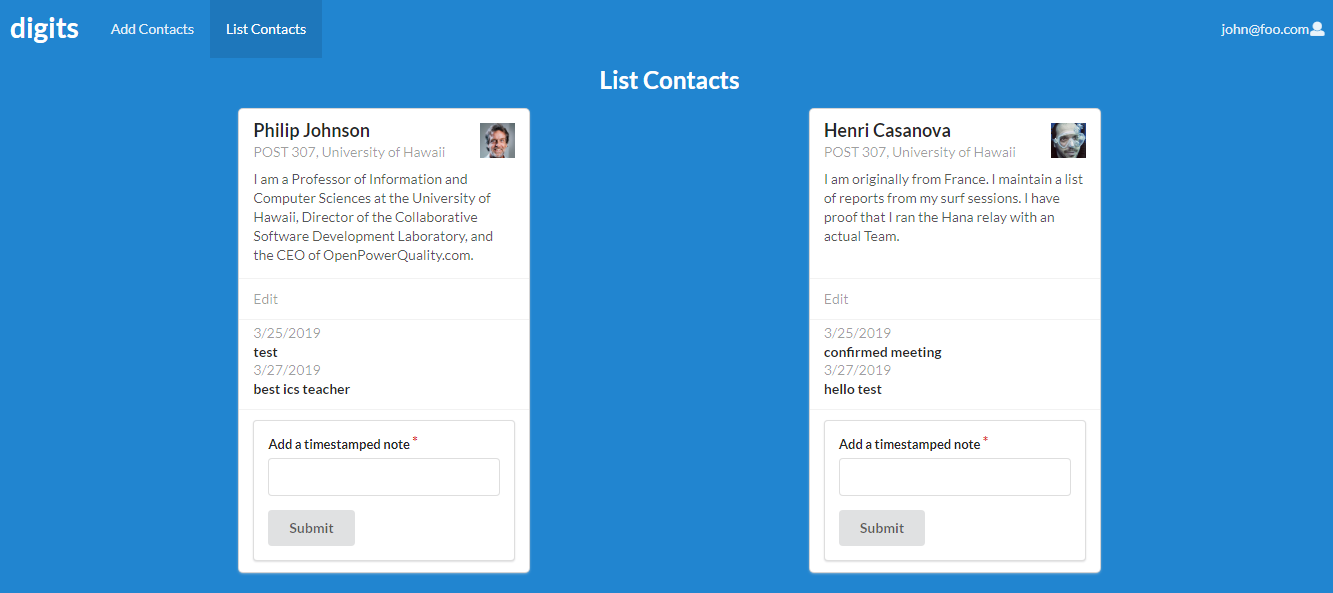 digits
Add Contacts
List Contacts
john@foo.com
List Contacts
Philip Johnson
POST 307, University of Hawaii
I am a Professor of Information and
Computer Sciences at the University of
Hawaii, Director of the Collaborative
Software Development Laboratory, and
the CEO of OpenPowerQuality.com.
Edit
3/25/2019
test
3/27/2019
best ics teacher
Add a timestamped note *
Submit
Henri Casanova
POST 307, University of Hawaii
I am originally from France. I maintain a list
of reports from my surf sessions. I have
proof that I ran the Hana relay with an
actual Team.
Edit
3/25/2019
confirmed meeting
3/27/2019
hello test
Add a timestamped note *
Submit